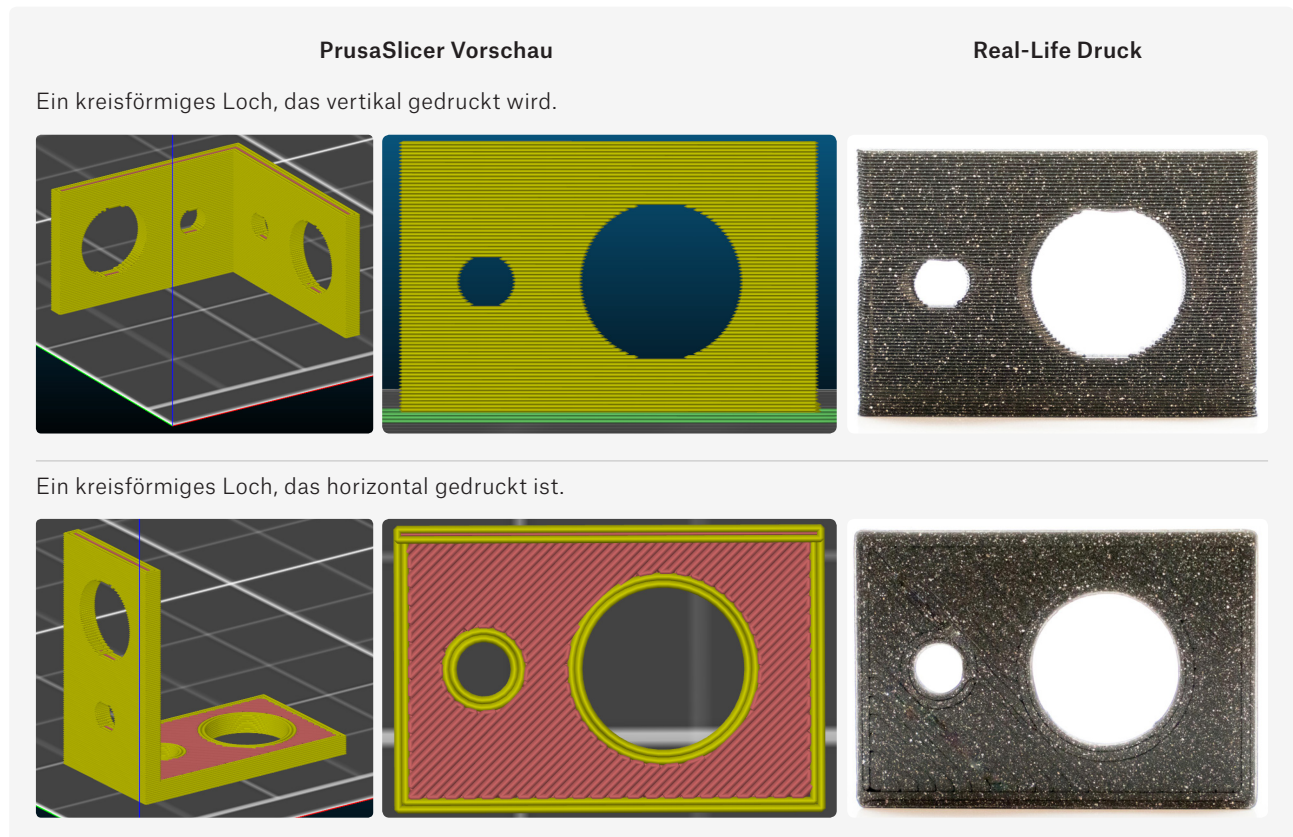 PrusaSlicer Vorschau
Real-Life Druck
Ein kreisförmiges Loch, das vertikal gedruckt wird.
Ein kreisförmiges Loch, das horizontal gedruckt ist.